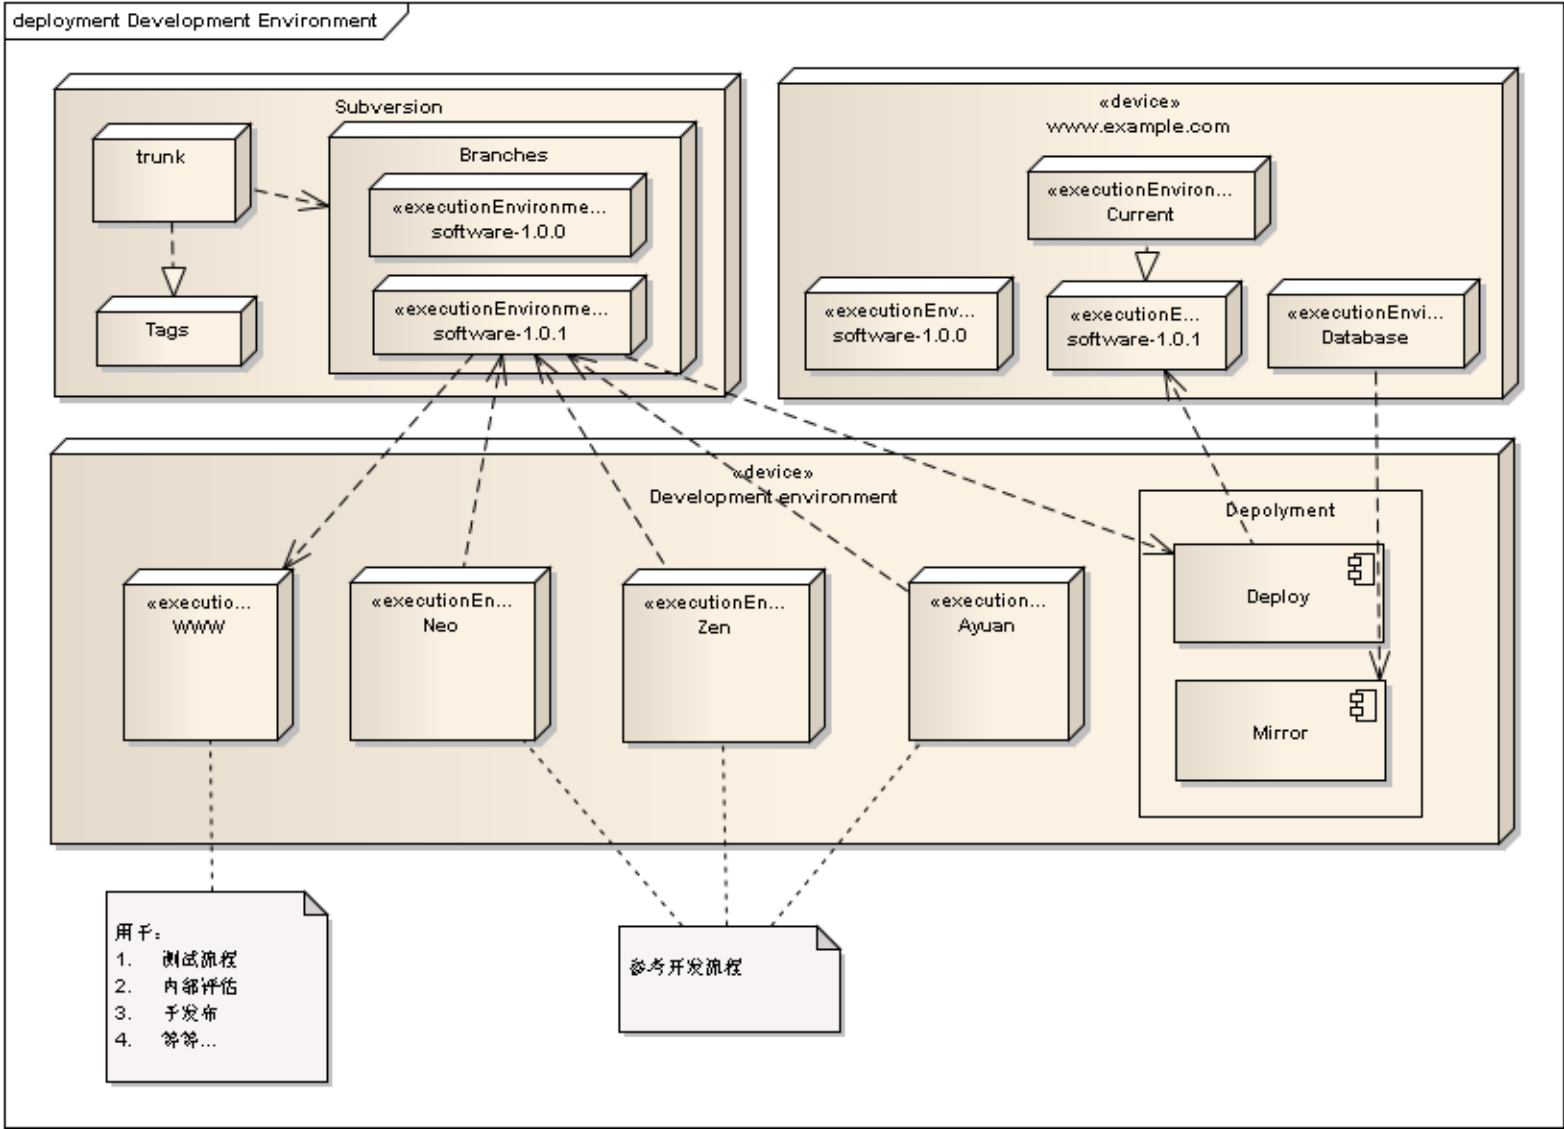 deployment Development Environment
Subversion
trunk
Branches
«executionEnvironme...
software-1.0.0
«executionEnvironme...
software-1.0.1
Tags
«device»
www.example.com
«executionEnviron...
Current
«executionEnv...
software-1.0.0
«executionE...
software-1.0.1
«executionEnvi...
Database
«device»
Development environment
«executio...
WWW
«executionEn...
Neo
«executionEn...
Zen
«execution...
Ayuan
Depolyment
Deploy
Mirror
用于:
1. 测试流程
2. 内部评估
3. 予发布
4. 等等...
参考开发流程